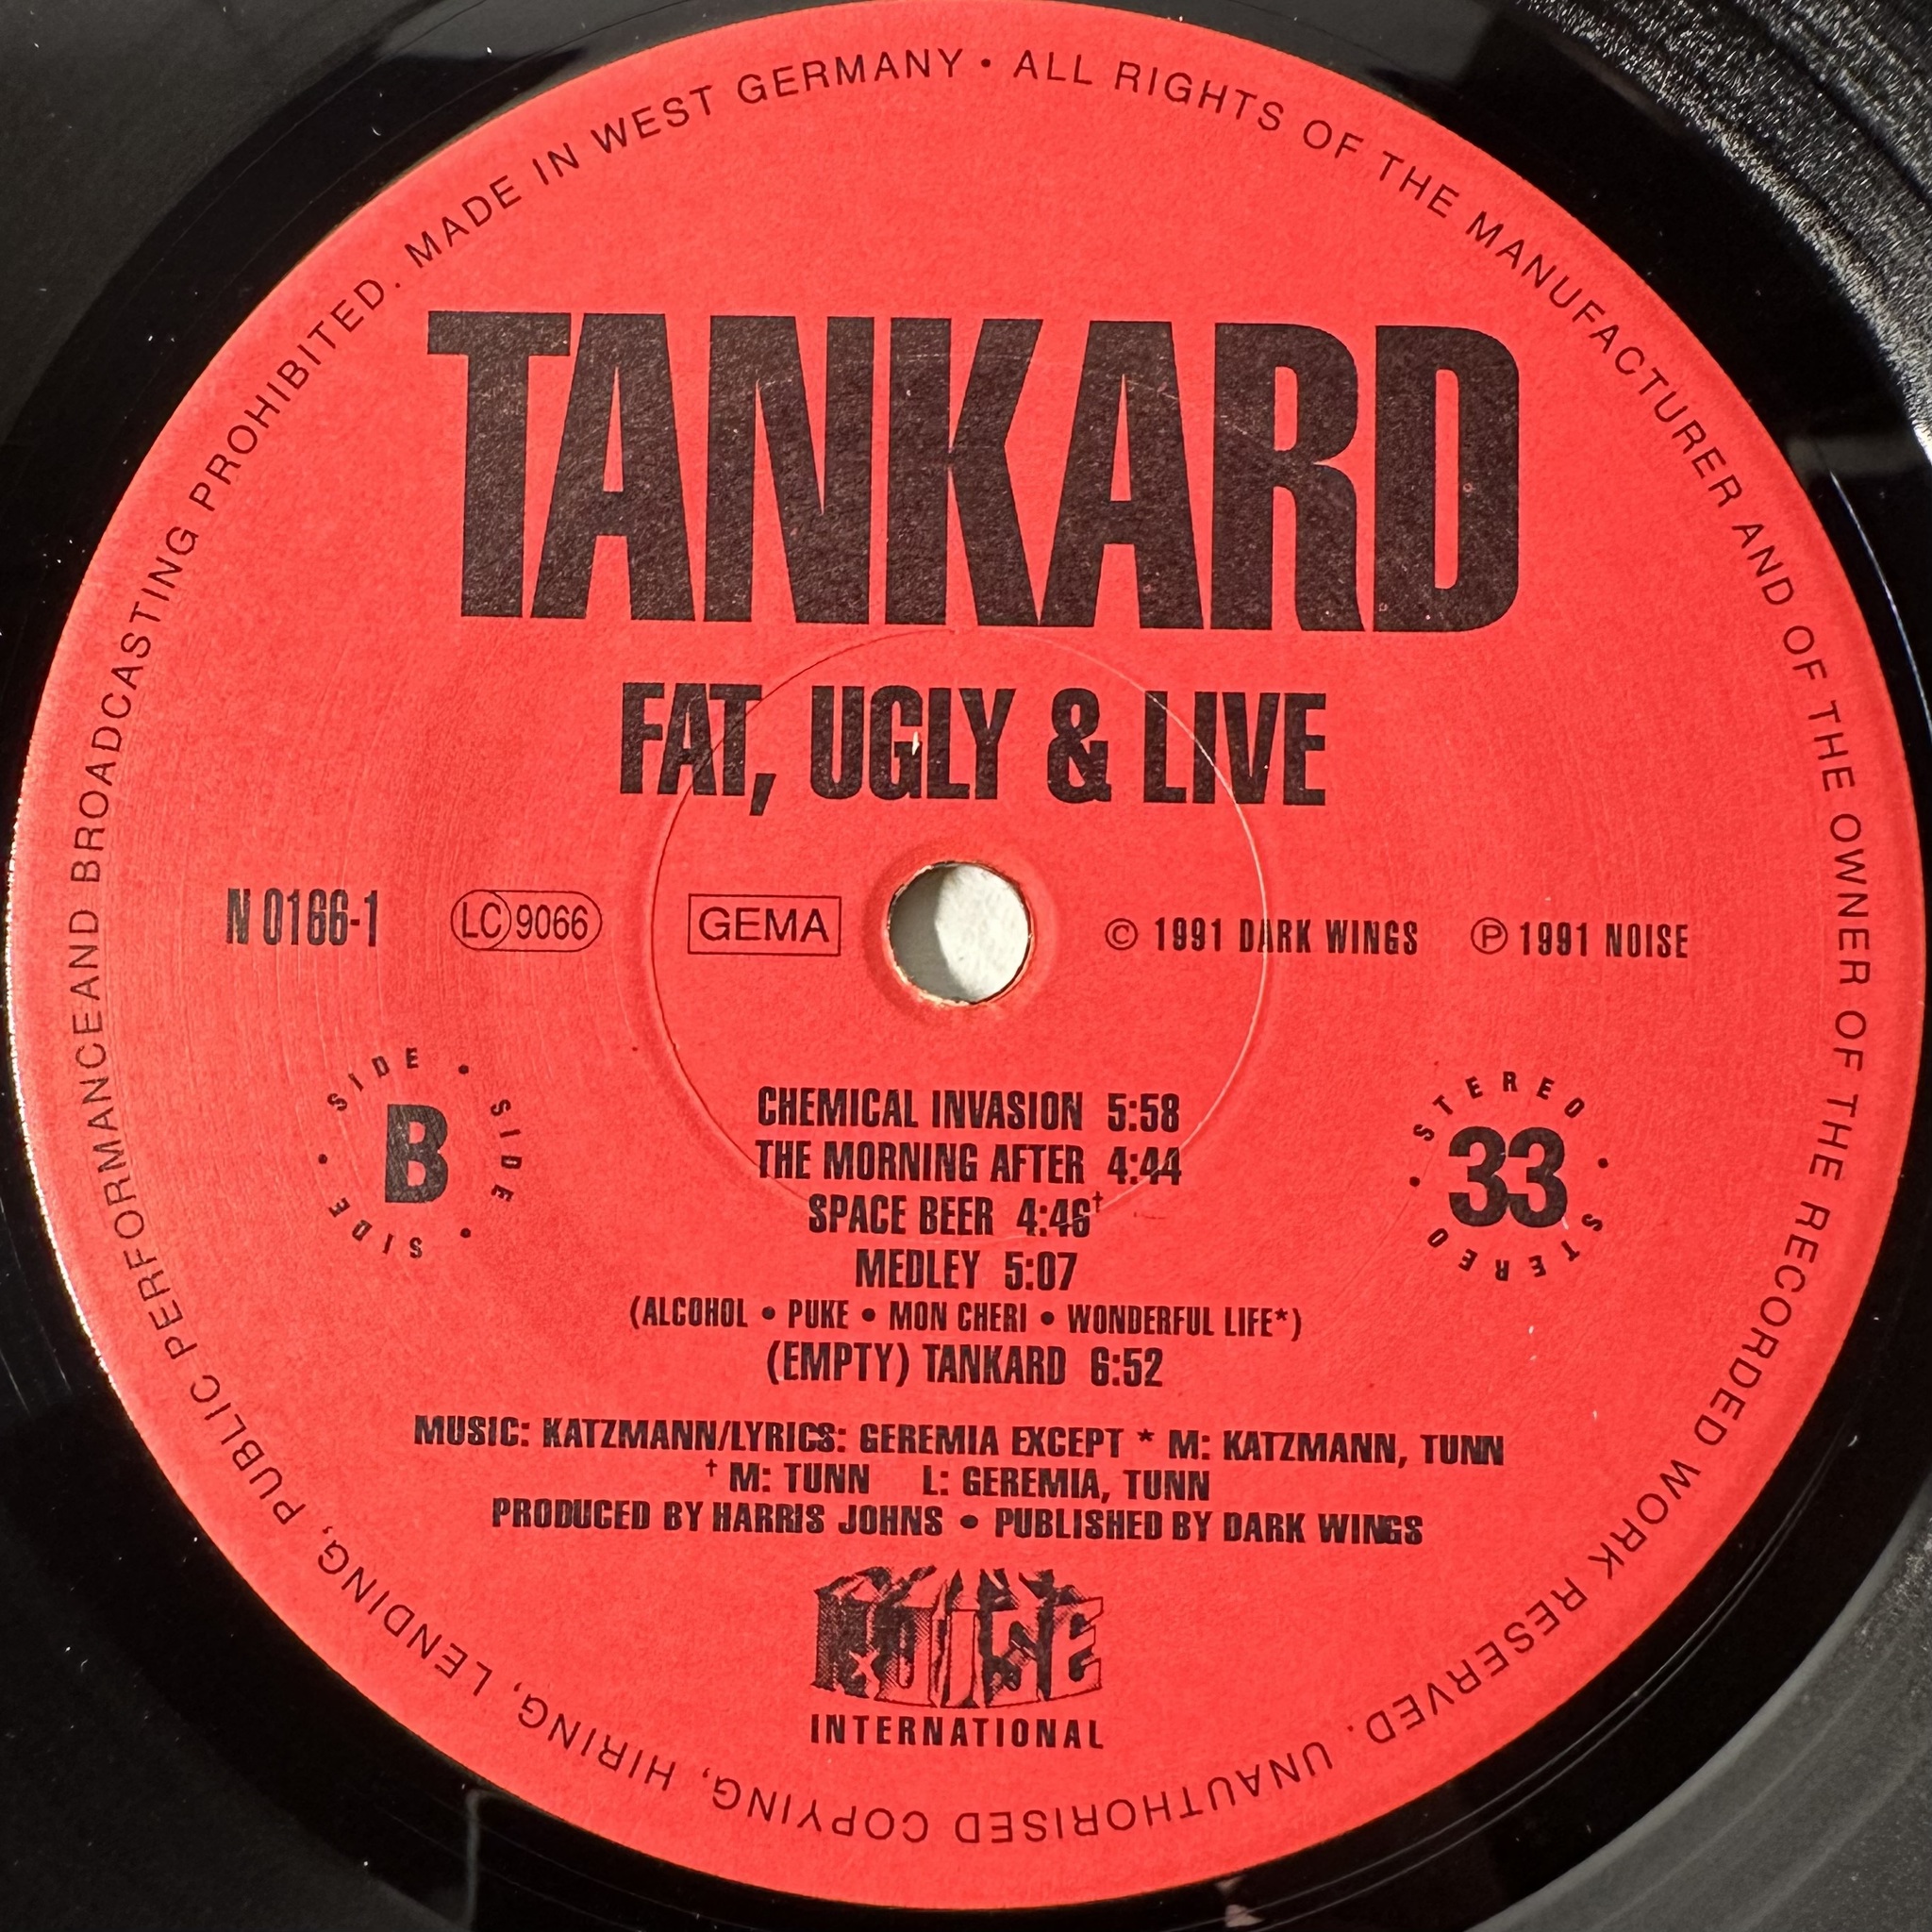 MADE IN WEST GERMANY • ALL RIGHTS OF THE MANUFACTURER AND OF THE OWNER OF THE RECORDED WORK RESERVED. UNAUTHORISED COPYING, HIRING, LENDING, PUBLIC PERFORMANCEAND BROADCASTING PROHIBITED.
TANKARD
FAT, UGLY & LIVE
N 0166-1 LC 9066 GEMA © 1991 DARK WINGS ℗ 1991 NOISE
SIDE • SIDE • SIDE •
B
STEREO • STEREO •
33
CHEMICAL INVASION 5:58
THE MORNING AFTER 4:44
SPACE BEER 4:46†
MEDLEY 5:07
(ALCOHOL • PUKE • MON CHERI • WONDERFUL LIFE*)
(EMPTY) TANKARD 6:52
MUSIC: KATZMANN/LYRICS: GEREMIA EXCEPT * M: KATZMANN, TUNN
† M: TUNN L: GEREMIA, TUNN
PRODUCED BY HARRIS JOHNS • PUBLISHED BY DARK WINGS
NOISE
INTERNATIONAL